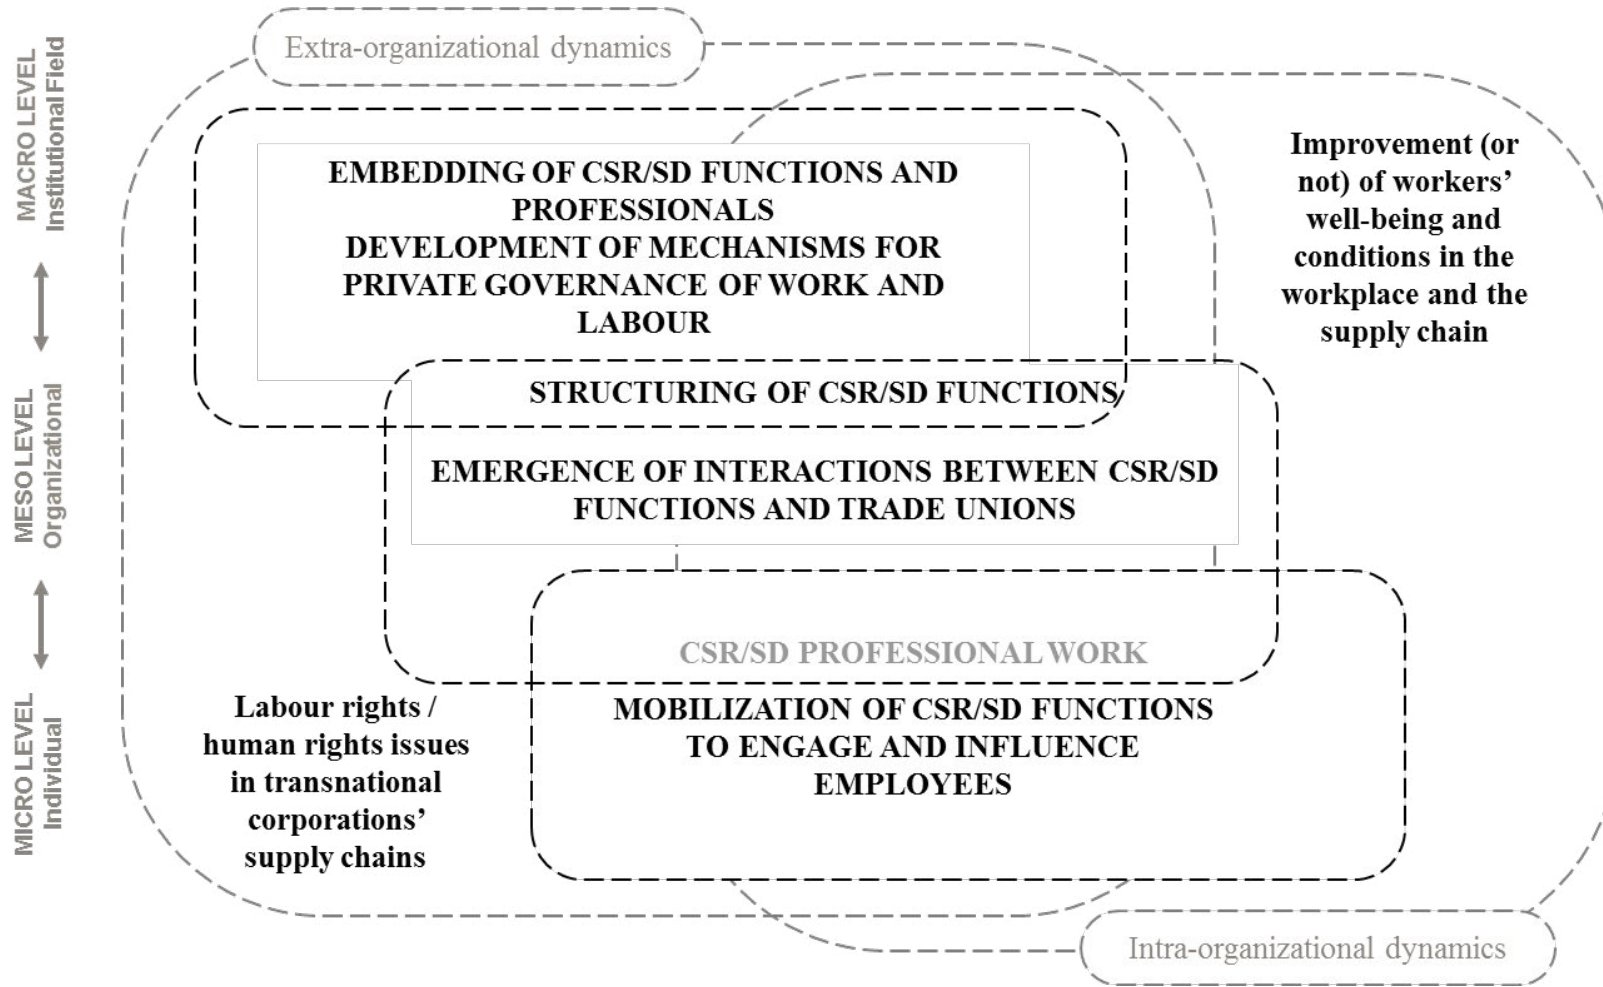 Extra-organizational dynamics
MACRO LEVEL
Institutional Field
EMBEDDING OF CSR/SD FUNCTIONS AND
PROFESSIONALS
DEVELOPMENT OF MECHANISMS FOR
PRIVATE GOVERNANCE OF WORK AND
LABOUR
Improvement (or
not) of workers’
well-being and
conditions in the
workplace and the
supply chain
MESO LEVEL
Organizational
STRUCTURING OF CSR/SD FUNCTIONS
EMERGENCE OF INTERACTIONS BETWEEN CSR/SD
FUNCTIONS AND TRADE UNIONS
MICRO LEVEL
Individual
CSR/SD PROFESSIONAL WORK
MOBILIZATION OF CSR/SD FUNCTIONS
TO ENGAGE AND INFLUENCE
EMPLOYEES
Labour rights /
human rights issues
in transnational
corporations’
supply chains
Intra-organizational dynamics